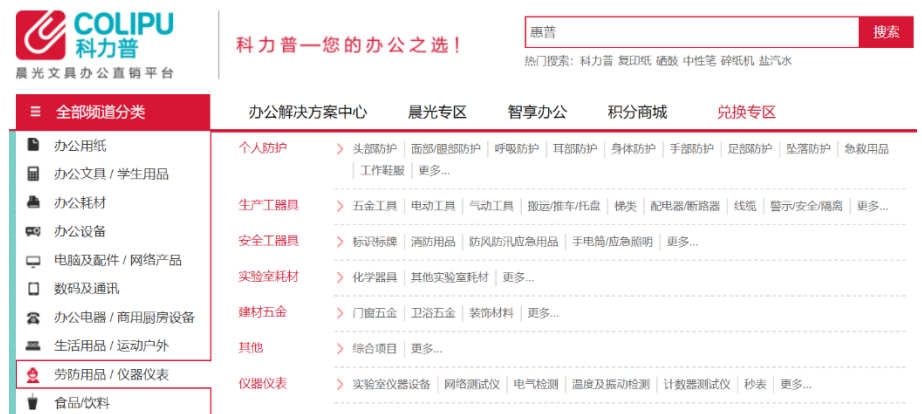 COLIPU
科力普
晨光文具办公直销平台
科力普—您的办公之选！
惠普
搜索
热门搜索： 科力普 复印纸 硒鼓 中性笔 碎纸机 盐汽水
全部频道分类
办公解决方案中心 晨光专区 智享办公 积分商城 兑换专区
办公用纸
办公文具 / 学生用品
办公耗材
办公设备
电脑及配件 / 网络产品
数码及通讯
办公电器 / 商用厨房设备
生活用品 / 运动户外
劳防用品 / 仪器仪表
食品/饮料
个人防护 头部防护 面部/眼部防护 呼吸防护 耳部防护 身体防护 手部防护 足部防护 坠落防护 急救用品
工作鞋服 更多...
生产工器具 五金工具 电动工具 气动工具 搬运/推车/托盘 梯类 配电器/断路器 线缆 警示/安全/隔离 更多...
安全工器具 标识标牌 消防用品 防风防汛应急用品 手电筒/应急照明 更多...
实验室耗材 化学器具 其他实验室耗材 更多...
建材五金 门窗五金 卫浴五金 装饰材料 更多...
其他 综合项目 更多...
仪器仪表 实验室仪器设备 网络测试仪 电气检测 温度及振动检测 计数器测试仪 秒表 更多...